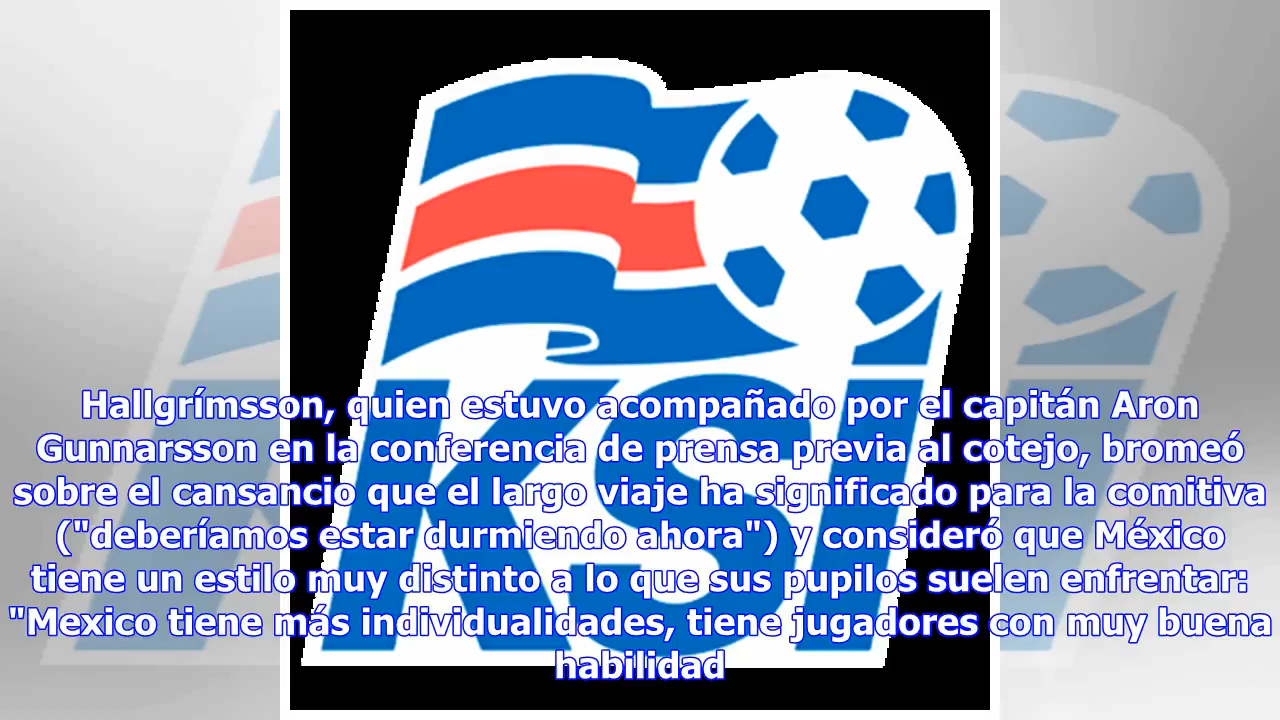 Hallgrímsson, quien estuvo acompañado por el capitán Aron
Gunnarsson en la conferencia de prensa previa al cotejo, bromeó
sobre el cansancio que el largo viaje ha significado para la comitiva
("deberíamos estar durmiendo ahora") y consideró que México
tiene un estilo muy distinto a lo que sus pupilos suelen enfrentar:
"Mexico tiene más individualidades, tiene jugadores con muy buena
habilidad
KSI